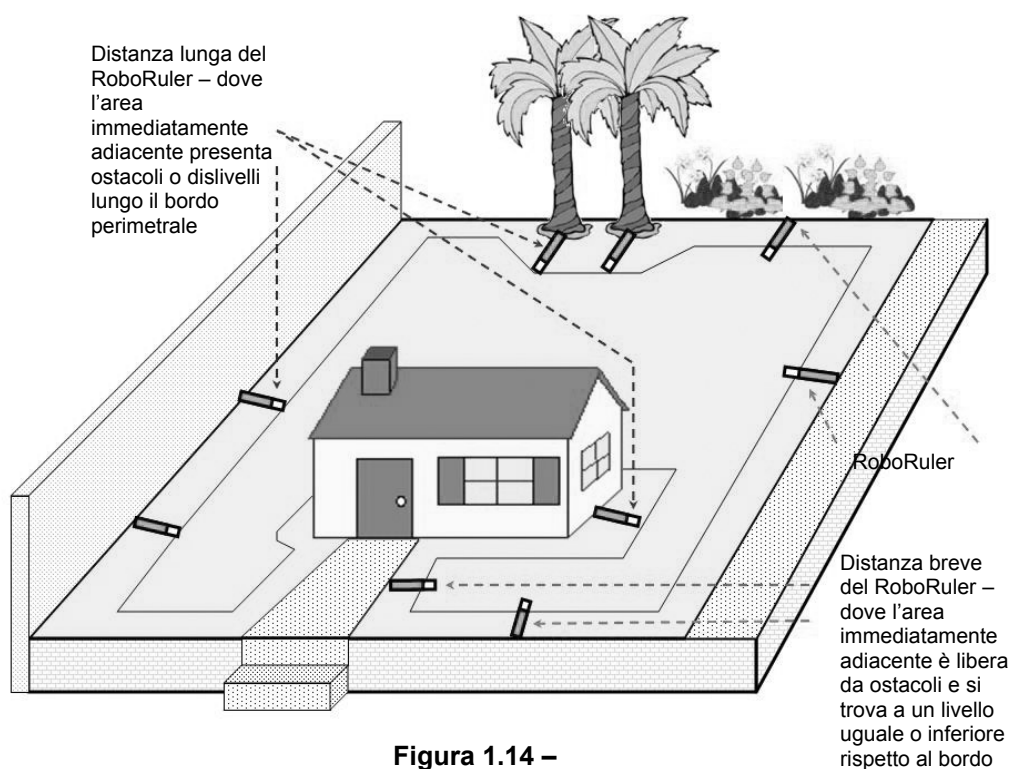 Distanza lunga del
RoboRuler – dove
l’area
immediatamente
adiacente presenta
ostacoli o dislivelli
lungo il bordo
perimetrale
RoboRuler
Distanza breve
del RoboRuler –
dove l’area
immediatamente
adiacente è libera
da ostacoli e si
trova a un livello
uguale o inferiore
rispetto al bordo
Figura 1.14 –